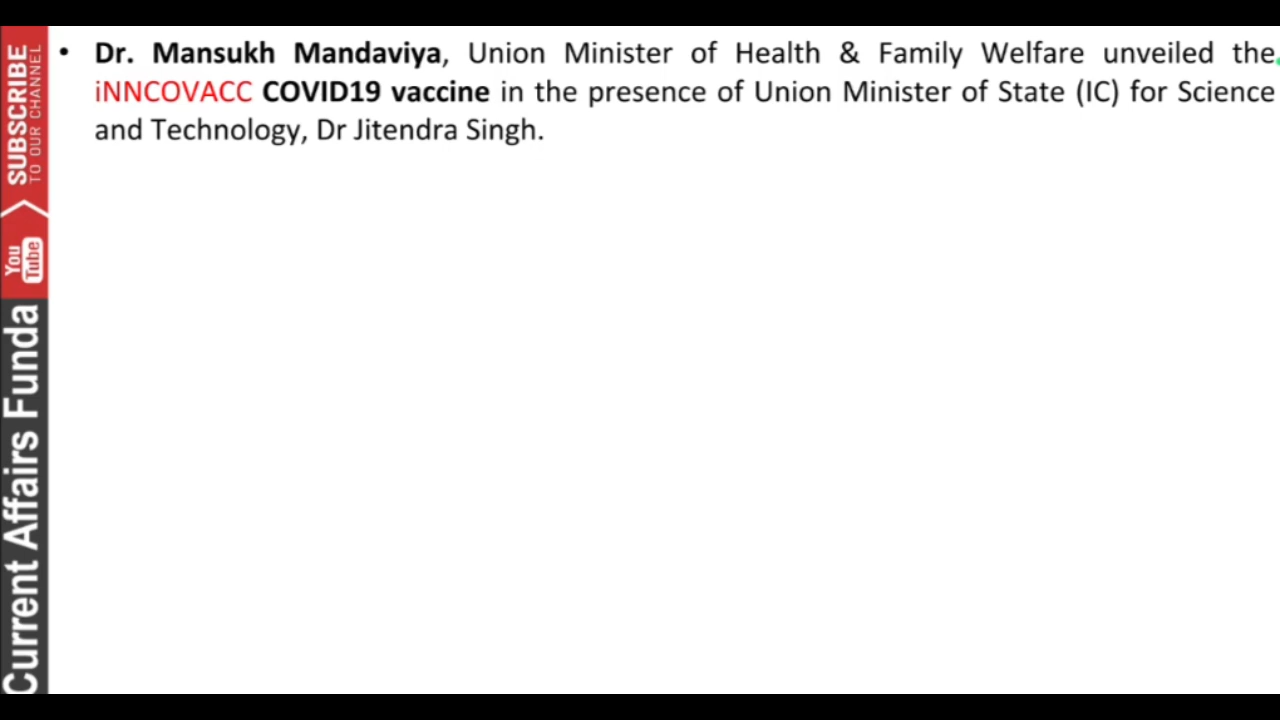 • Dr. Mansukh Mandaviya, Union Minister of Health & Family Welfare unveiled the
iNNCOVACC COVID19 vaccine in the presence of Union Minister of State (IC) for Science
and Technology, Dr Jitendra Singh.
SUBSCRIBE
TO OUR CHANNEL
You
Tube
Current Affairs Funda